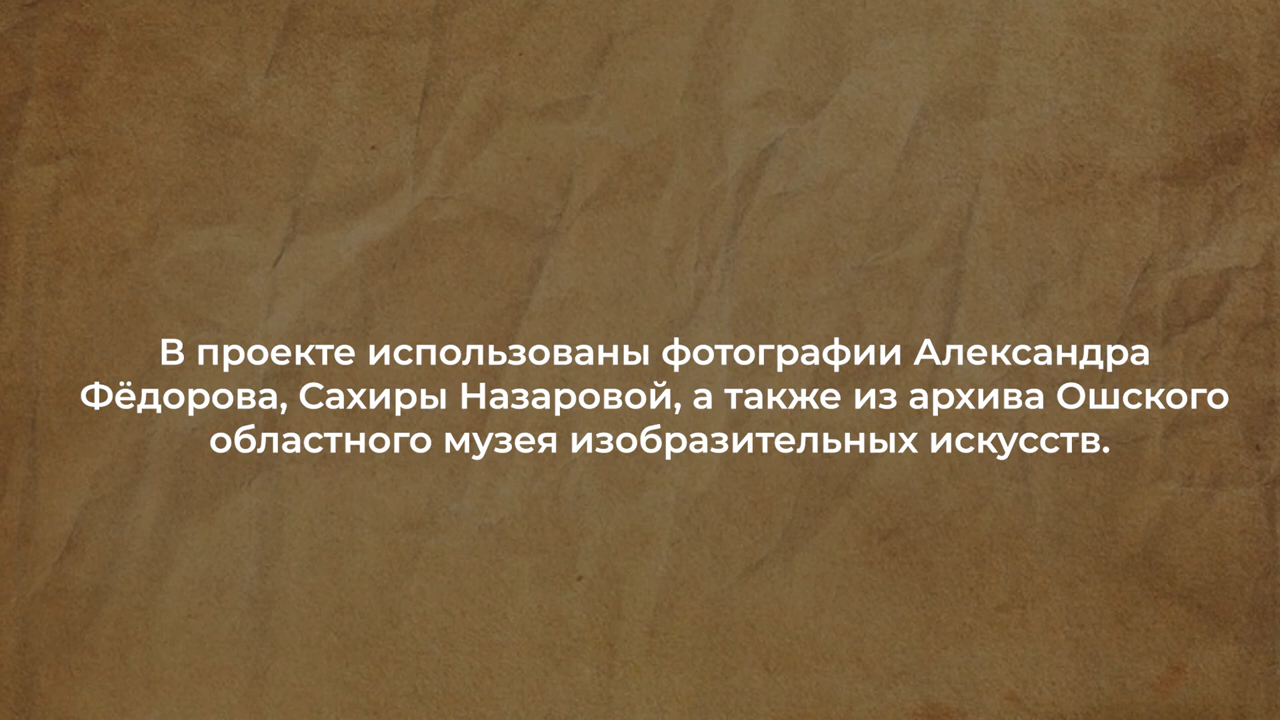 В проекте использованы фотографии Александра
Фёдорова, Сахиры Назаровой, а также из архива Ошского
областного музея изобразительных искусств.